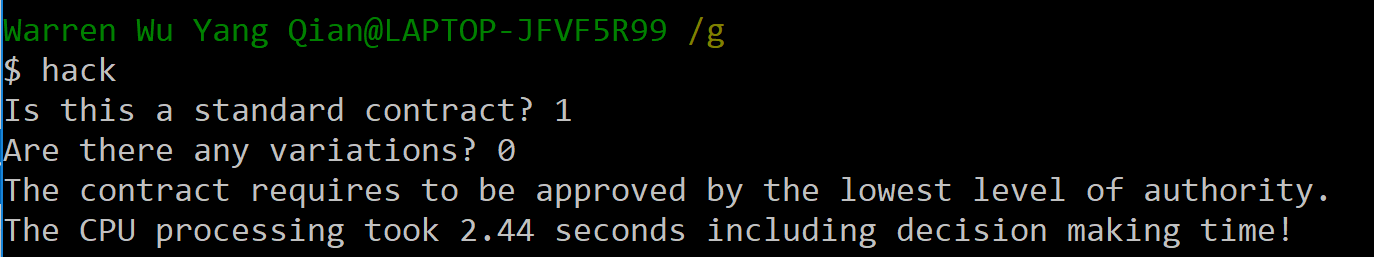 Warren Wu Yang Qian@LAPTOP-JFVF5R99 /g
$ hack
Is this a standard contract? 1
Are there any variations? 0
The contract requires to be approved by the lowest level of authority.
The CPU processing took 2.44 seconds including decision making time!